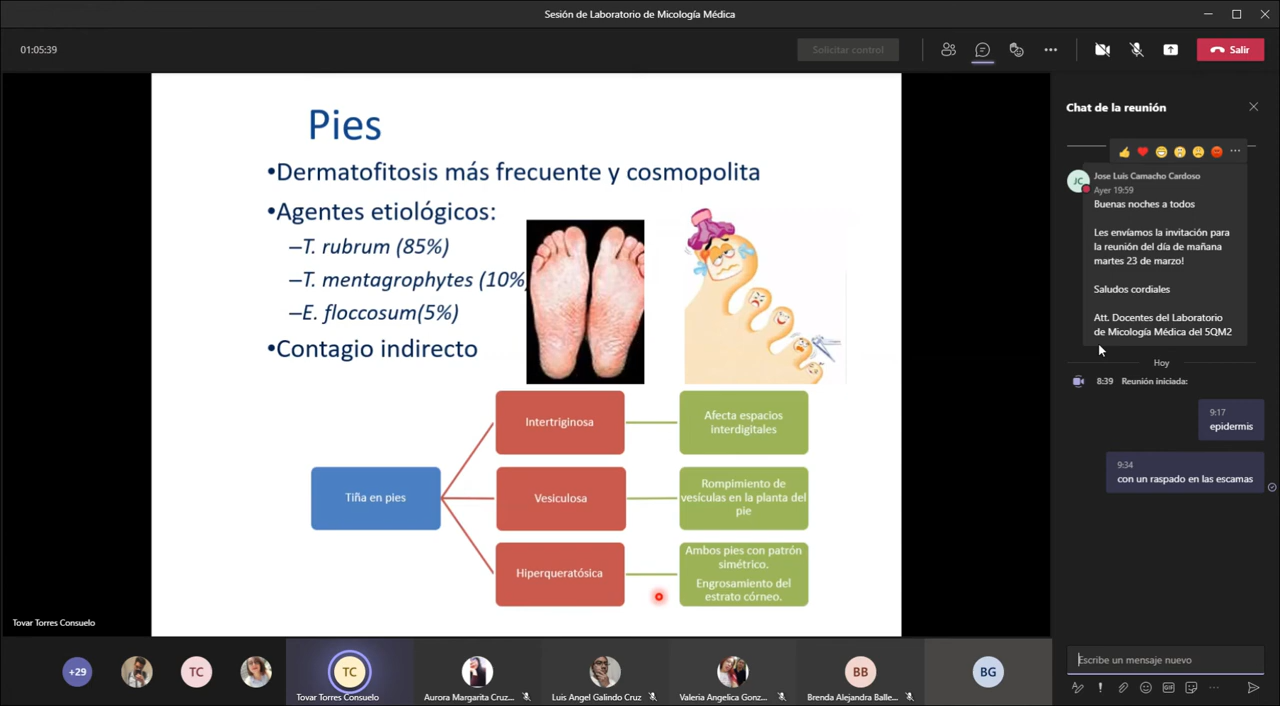 Sesión de Laboratorio de Micología Médica
01:05:39
Solicitar control
Salir
Pies
•Dermatofitosis más frecuente y cosmopolita
•Agentes etiológicos:
–T. rubrum (85%)
–T. mentagrophytes (10%
–E. floccosum(5%)
•Contagio indirecto
Tiña en pies
Intertriginosa
Afecta espacios
interdigitales
Vesiculosa
Rompimiento de
vesículas en la planta del
pie
Hiperqueratósica
Ambos pies con patrón
simétrico.
Engrosamiento del
estrato córneo.
Tovar Torres Consuelo
Chat de la reunión
JC
Jose Luis Camacho Cardoso
Ayer 19:59
Buenas noches a todos
Les envíamos la invitación para
la reunión del día de mañana
martes 23 de marzo!
Saludos cordiales
Att. Docentes del Laboratorio
de Micología Médica del 5QM2
Hoy
8:39 Reunión iniciada:
9:17
epidermis
9:34
con un raspado en las escamas
Escribe un mensaje nuevo
GIF
+29
TC
TC
Tovar Torres Consuelo
Aurora Margarita Cruz...
Luis Angel Galindo Cruz
Valeria Angelica Gonz...
BB
Brenda Alejandra Balle...
BG